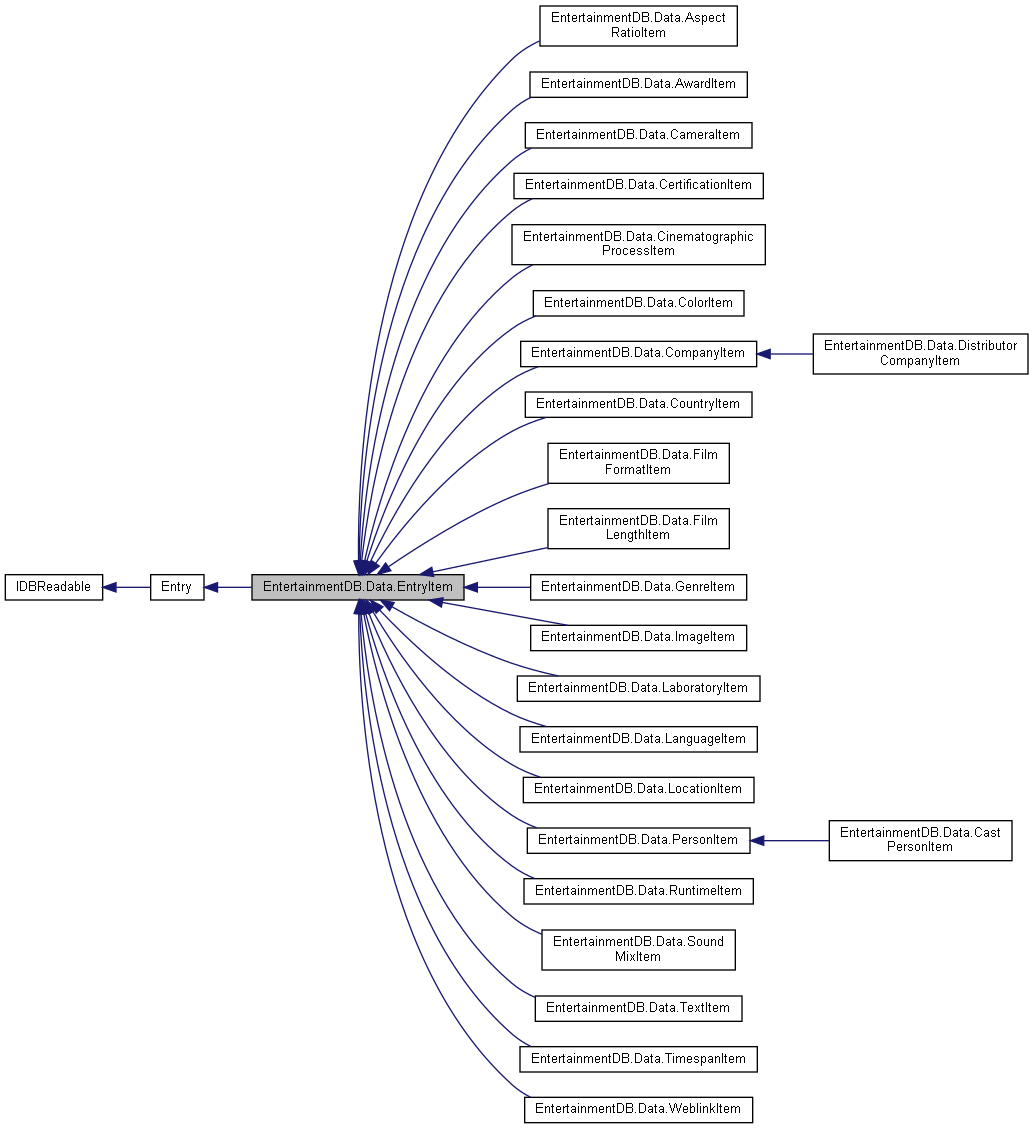 EntertainmentDB.Data.Aspect
RatioItem
EntertainmentDB.Data.AwardItem
EntertainmentDB.Data.CameraItem
EntertainmentDB.Data.CertificationItem
EntertainmentDB.Data.Cinematographic
ProcessItem
EntertainmentDB.Data.ColorItem
EntertainmentDB.Data.CompanyItem
EntertainmentDB.Data.Distributor
CompanyItem
EntertainmentDB.Data.CountryItem
EntertainmentDB.Data.Film
FormatItem
EntertainmentDB.Data.Film
LengthItem
IDBReadable
Entry
EntertainmentDB.Data.EntryItem
EntertainmentDB.Data.GenreItem
EntertainmentDB.Data.ImageItem
EntertainmentDB.Data.LaboratoryItem
EntertainmentDB.Data.LanguageItem
EntertainmentDB.Data.LocationItem
EntertainmentDB.Data.PersonItem
EntertainmentDB.Data.Cast
PersonItem
EntertainmentDB.Data.RuntimeItem
EntertainmentDB.Data.Sound
MixItem
EntertainmentDB.Data.TextItem
EntertainmentDB.Data.TimespanItem
EntertainmentDB.Data.WeblinkItem